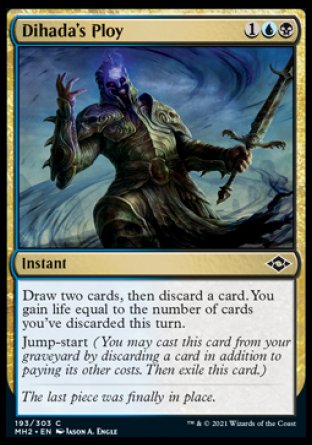 Dihada's Ploy 1
Instant
Draw two cards, then discard a card. You
gain life equal to the number of cards
you've discarded this turn.
Jump-start (You may cast this card from your
graveyard by discarding a card in addition to
paying its other costs. Then exile this card.)
The last piece was finally in place.
193/303 C
MH2 • EN Jason A. Engle
™ & © 2021 Wizards of the Coast